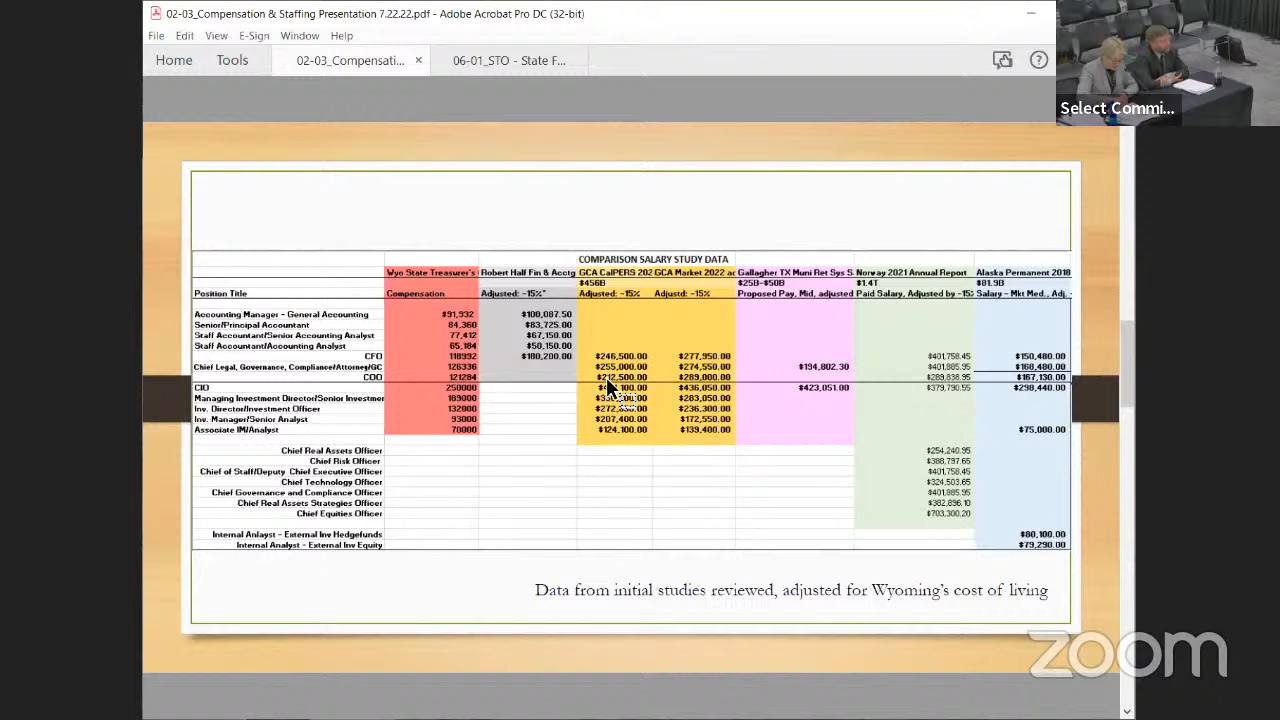 02-03_Compensation & Staffing Presentation 7.22.22.pdf - Adobe Acrobat Pro DC (32-bit)
File Edit View E-Sign Window Help
Home Tools 02-03_Compensati... × 06-01_STO - State F...
Select Commi...
COMPARISON SALARY STUDY DATA
Wyo State Treasurer's Robert Half Fin & Acctg GCA CalPERS 202 GCA Market 2022 Gallagher TX Muni Ret Sys S. Norway 2021 Annual Report Alaska Permanent 2018
$456B $25B-$50B $1.4T $81.9B
Position Title Compensation Adjusted: -15%* Adjusted: -15% Adjustd: -15% Proposed Pay, Mid, adjusted Paid Salary, Adjusted by -15% Salary - Mkt Med., Adj.
Accounting Manager - General Accounting $91,932 $100,087.50
Senior/Principal Accountant 84,360 $83,725.00
Staff Accountant/Senior Accounting Analyst 77,412 $67,150.00
Staff Accountant/Accounting Analyst 65,184 $50,150.00
CFO 118992 $180,200.00 $246,500.00 $277,950.00 $401,758.45 $150,480.00
Chief Legal, Governance, Compliance/Attorney/GC 126336 $255,000.00 $274,550.00 $194,802.30 $401,885.95 $168,480.00
COO 121284 $212,500.00 $289,000.00 $289,838.95 $167,130.00
CIO 250000 $436,050.00 $423,051.00 $379,790.55 $298,440.00
Managing Investment Director/Senior Investmen 189000 $283,050.00
Inv. Director/Investment Officer 132000 $236,300.00
Inv. Manager/Senior Analyst 93000 $207,400.00 $172,550.00
Associate IM/Analyst 70000 $124,100.00 $139,400.00 $75,000.00
Chief Real Assets Officer $254,240.95
Chief Risk Officer $388,797.65
Chief of Staff/Deputy Chief Executive Officer $401,758.45
Chief Technology Officer $324,503.65
Chief Governance and Compliance Officer $401,885.95
Chief Real Assets Strategies Officer $382,896.10
Chief Equities Officer $703,300.20
Internal Anlayst - External Inv Hedgefunds $80,100.00
Internal Analyst - External Inv Equity $79,290.00
Data from initial studies reviewed, adjusted for Wyoming's cost of living
zoom